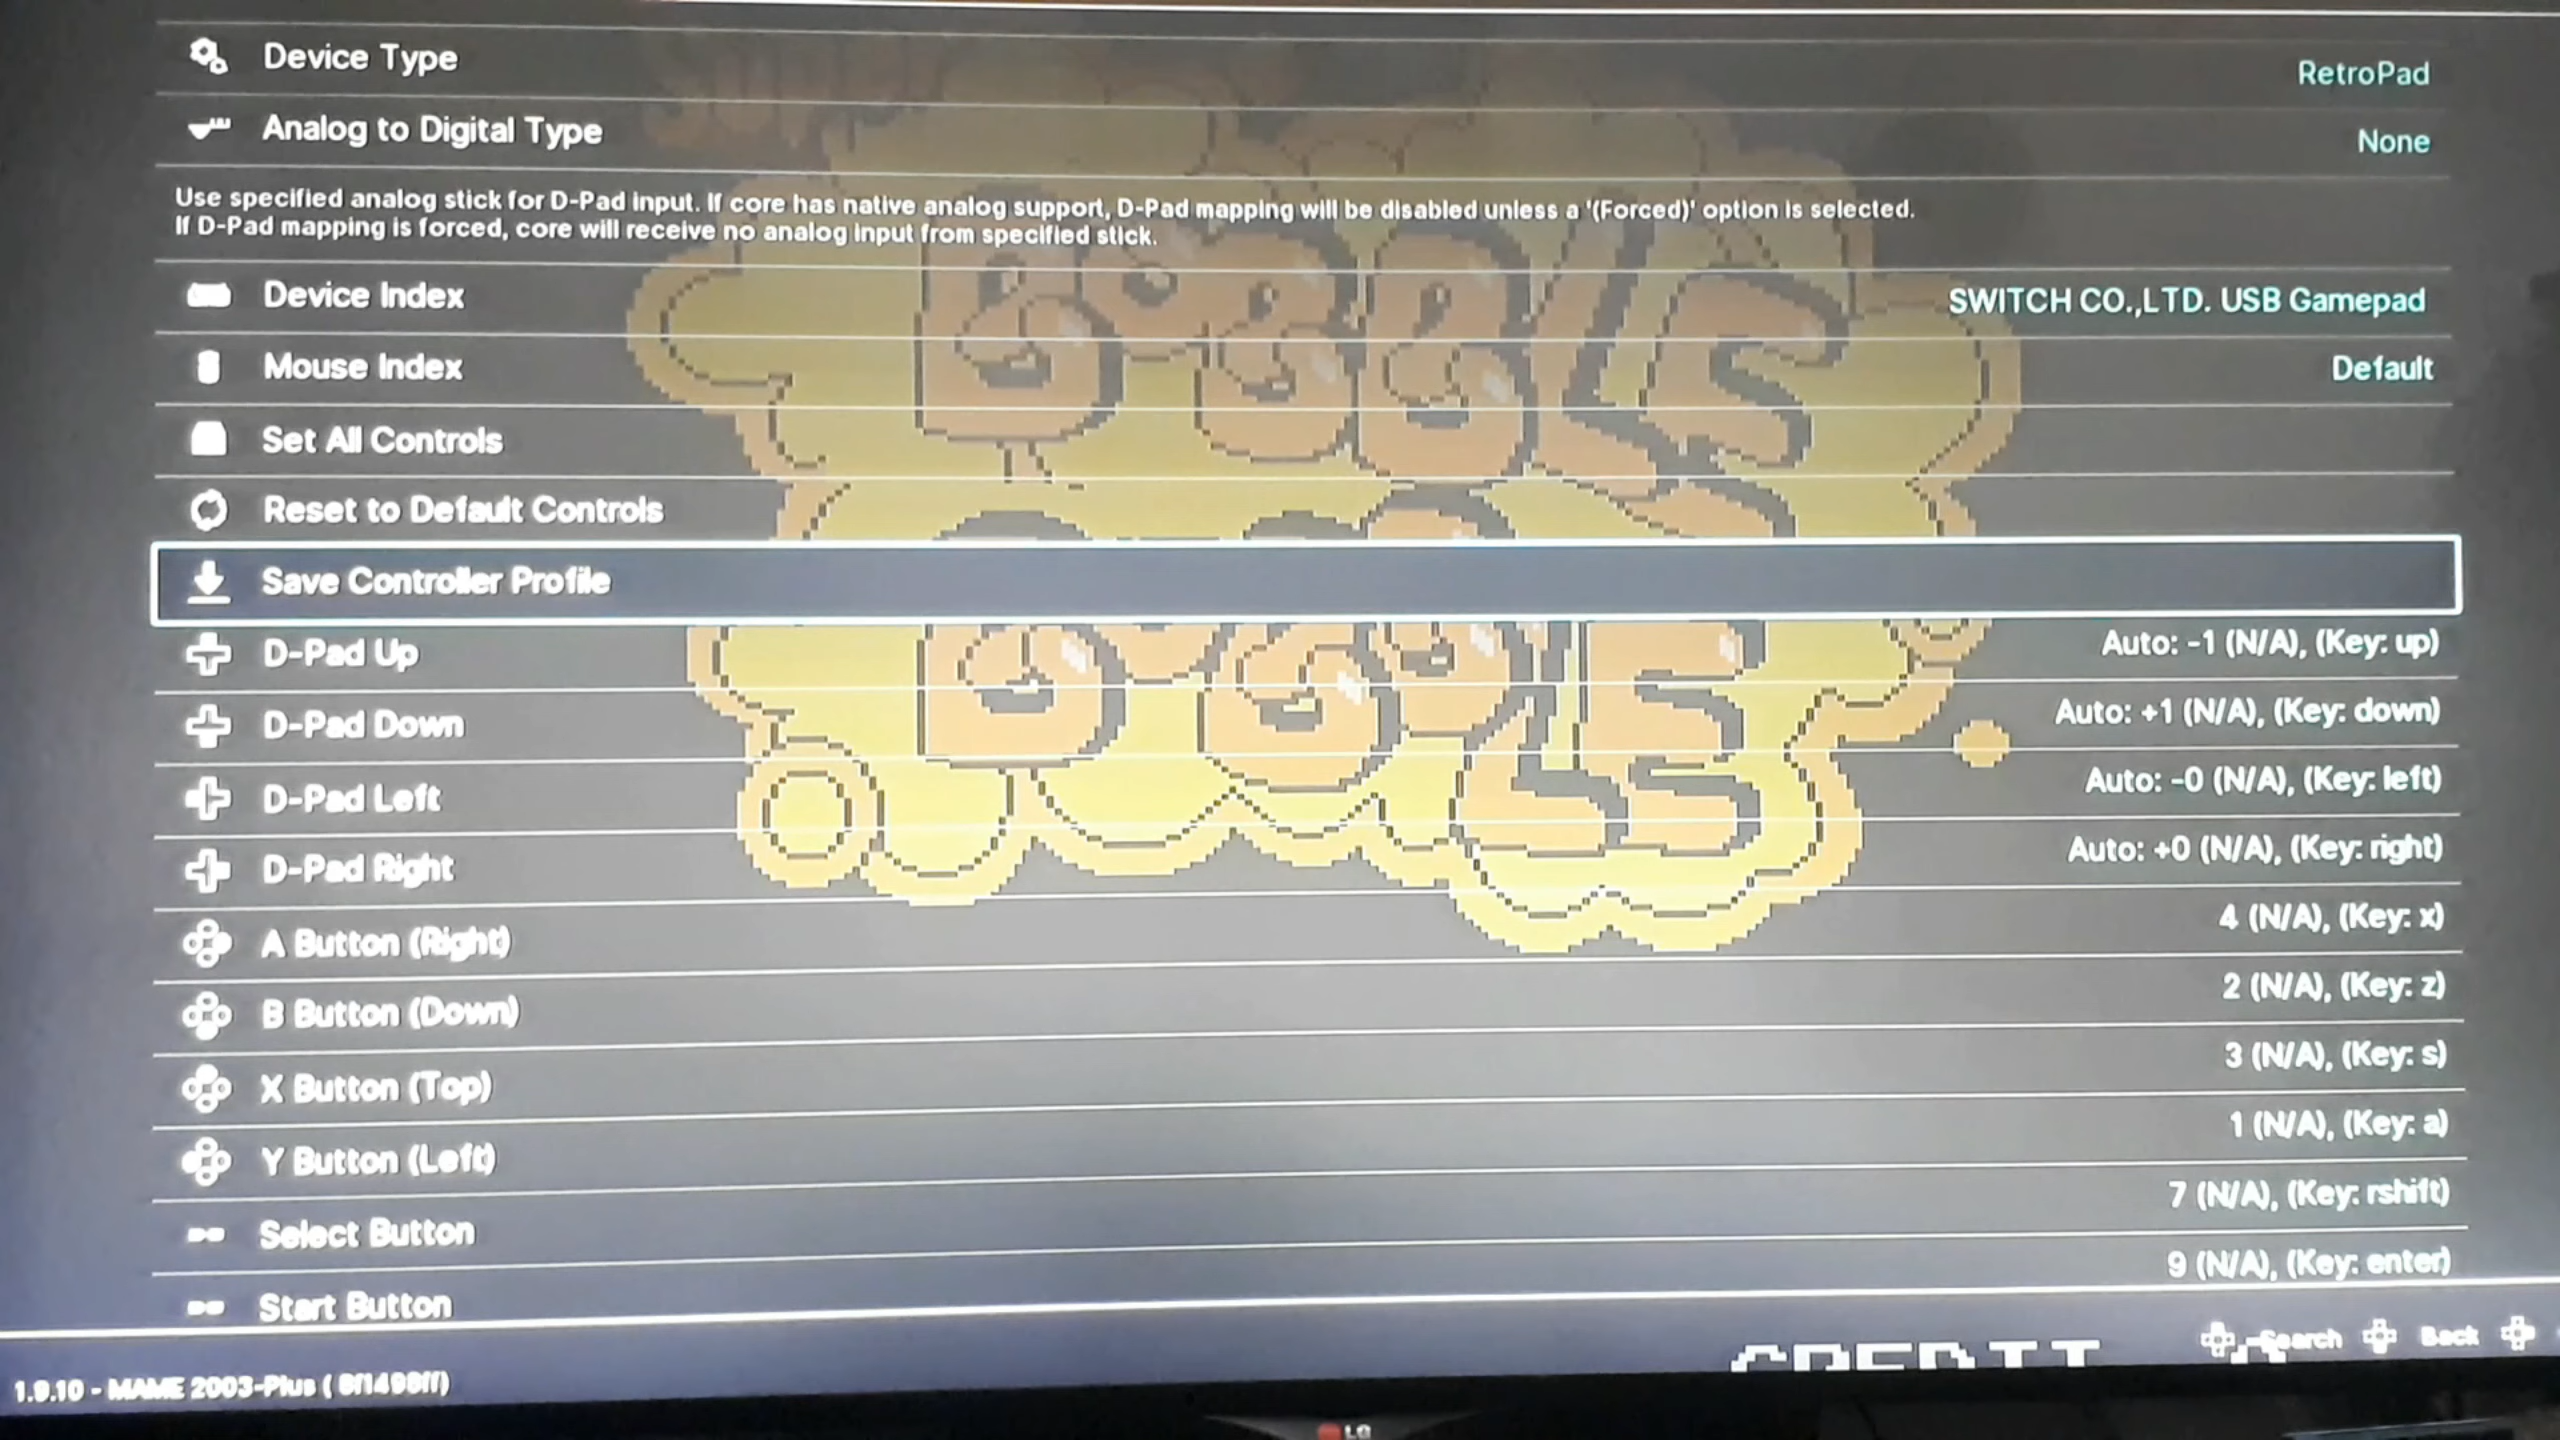 Device Type RetroPad
Analog to Digital Type None
Use specified analog stick for D-Pad input. If core has native analog support, D-Pad mapping will be disabled unless a '(Forced)' option is selected.
If D-Pad mapping is forced, core will receive no analog input from specified stick.
Device Index SWITCH CO.,LTD. USB Gamepad
Mouse Index Default
Set All Controls
Reset to Default Controls
Save Controller Profile
D-Pad Up Auto: -1 (N/A), (Key: up)
D-Pad Down Auto: +1 (N/A), (Key: down)
D-Pad Left Auto: -0 (N/A), (Key: left)
D-Pad Right Auto: +0 (N/A), (Key: right)
A Button (Right) 4 (N/A), (Key: x)
B Button (Down) 2 (N/A), (Key: z)
X Button (Top) 3 (N/A), (Key: s)
Y Button (Left) 1 (N/A), (Key: a)
Select Button 7 (N/A), (Key: rshift)
Start Button 9 (N/A), (Key: enter)
CREDIT
Search Back
1.9.10 - MAME 2003-Plus (
LG